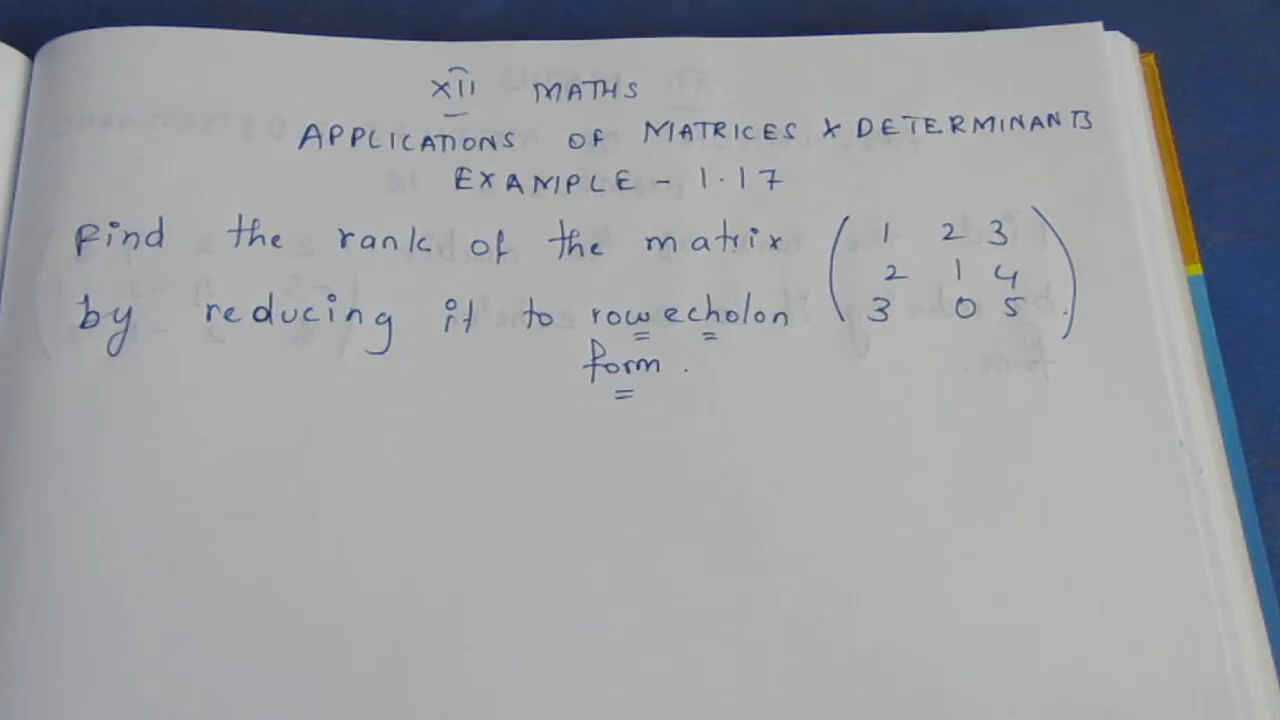 XII MATHS
APPLICATIONS OF MATRICES & DETERMINANTS
EXAMPLE - 1.17
Find the rank of the matrix ( 1 2 3
2 1 4
3 0 5 )
by reducing it to row echolon
form .